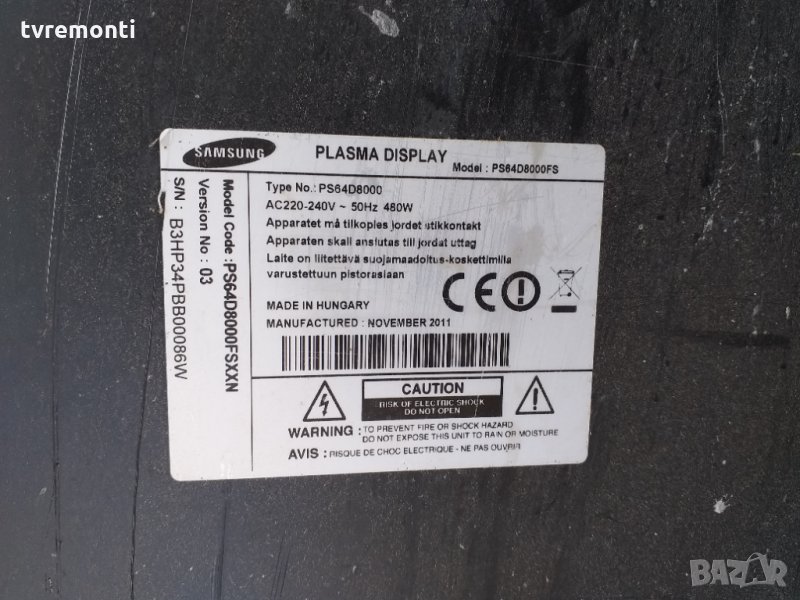 tvremonti
SAMSUNG
PLASMA DISPLAY
Model : PS64D8000FS
Type No.: PS64D8000
AC220-240V ~ 50Hz 480W
Apparatet må tilkoples jordet stikkontakt
Apparaten skall anslutas till jordat uttag
Laite on liitettävä suojamaadoitus-koskettimilla
varustettuun pistorasiaan
MADE IN HUNGARY
MANUFACTURED : NOVEMBER 2011
CAUTION
RISK OF ELECTRIC SHOCK
DO NOT OPEN
WARNING : TO PREVENT FIRE OR SHOCK HAZARD
DO NOT EXPOSE THIS UNIT TO RAIN OR MOISTURE
AVIS : RISQUE DE CHOC ELECTRIQUE - NE PAS OUVRIR
Model Code :PS64D8000FSXXN
Version No : 03
S/N : B3HP34PBB00086W
BAZAR